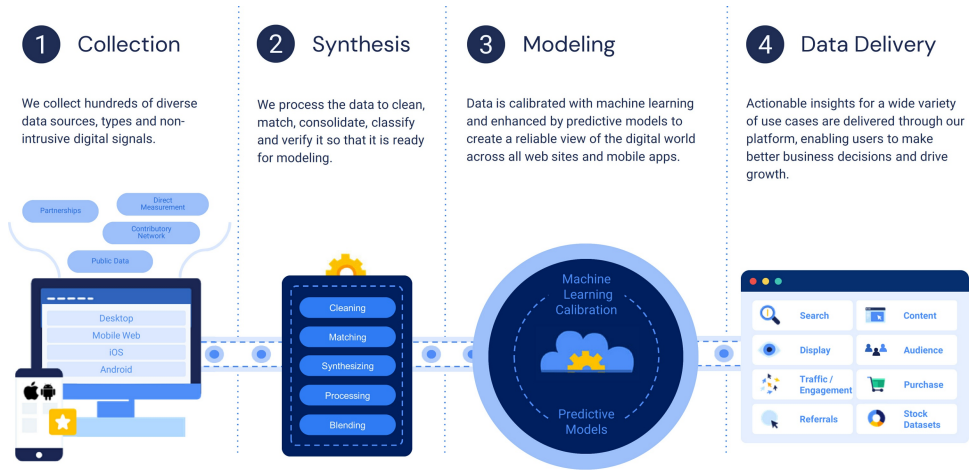 1 Collection
We collect hundreds of diverse
data sources, types and non-
intrusive digital signals.
Partnerships
Direct
Measurement
Contributory
Network
Public Data
Desktop
Mobile Web
iOS
Android
2 Synthesis
We process the data to clean,
match, consolidate, classify
and verify it so that it is ready
for modeling.
Cleaning
Matching
Synthesizing
Processing
Blending
3 Modeling
Data is calibrated with machine learning
and enhanced by predictive models to
create a reliable view of the digital world
across all web sites and mobile apps.
Machine
Learning
Calibration
Predictive
Models
4 Data Delivery
Actionable insights for a wide variety
of use cases are delivered through our
platform, enabling users to make
better business decisions and drive
growth.
Search
Content
Display
Audience
Traffic /
Engagement
Purchase
Referrals
Stock
Datasets